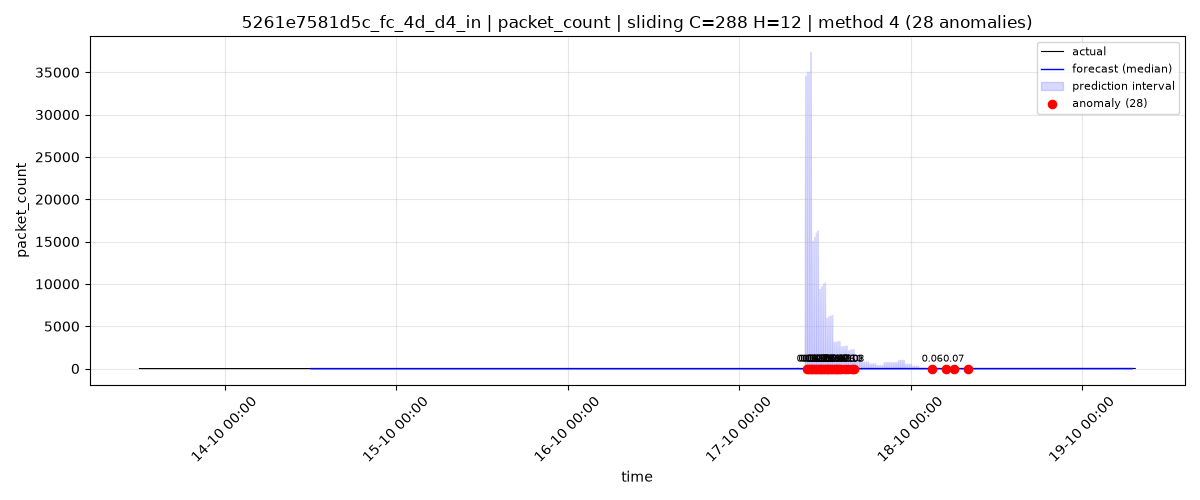 5261e7581d5c_fc_4d_d4_in | packet_count | sliding C=288 H=12 | method 4 (28 anomalies)
actual
forecast (median)
prediction interval
anomaly (28)
packet_count
35000
30000
25000
20000
15000
10000
5000
0
0.06 0.07
14-10 00:00
15-10 00:00
16-10 00:00
17-10 00:00
18-10 00:00
19-10 00:00
time